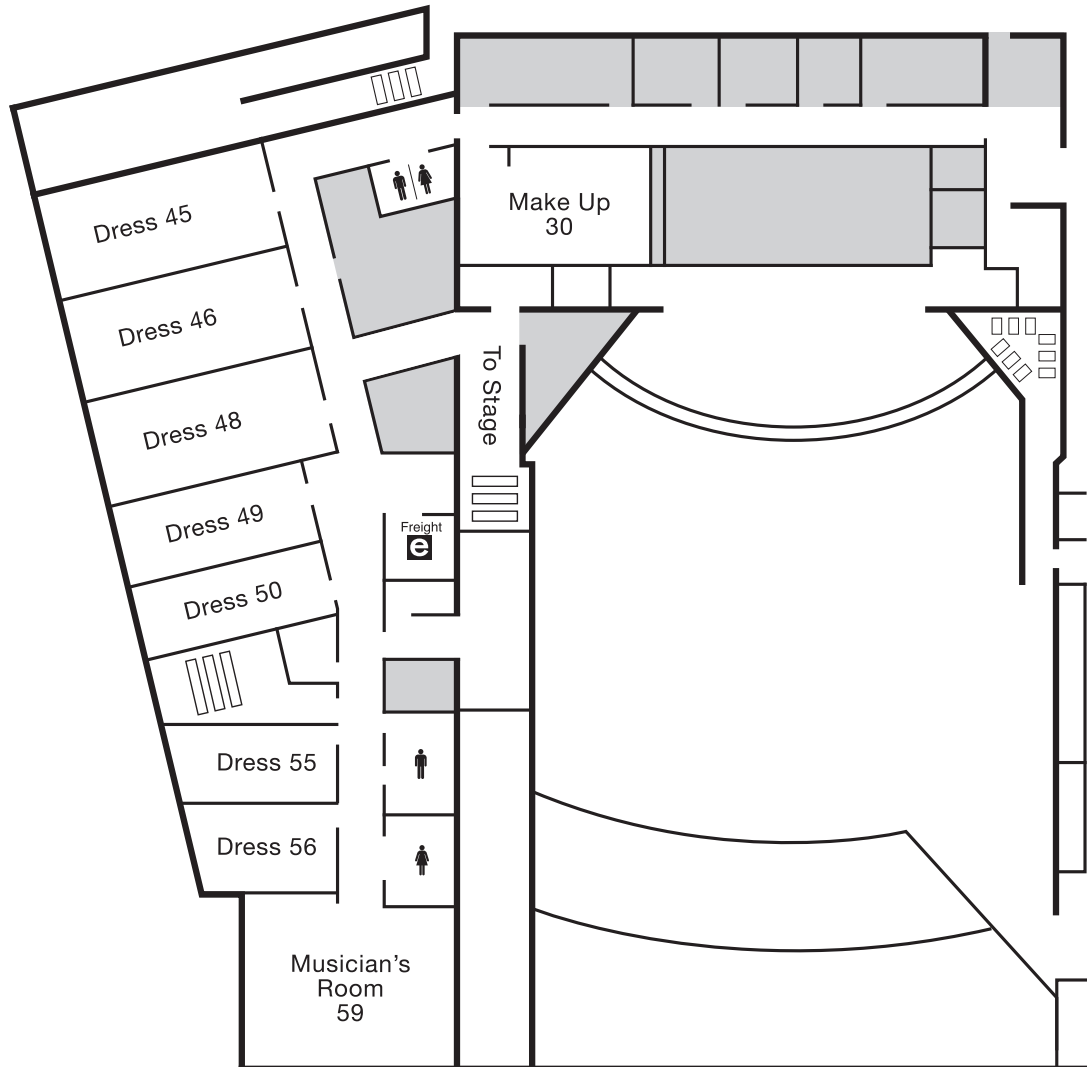 Dress 45
Make Up
30
Dress 46
To Stage
Dress 48
Dress 49
Freight
e
Dress 50
Dress 55
Dress 56
Musician's
Room
59